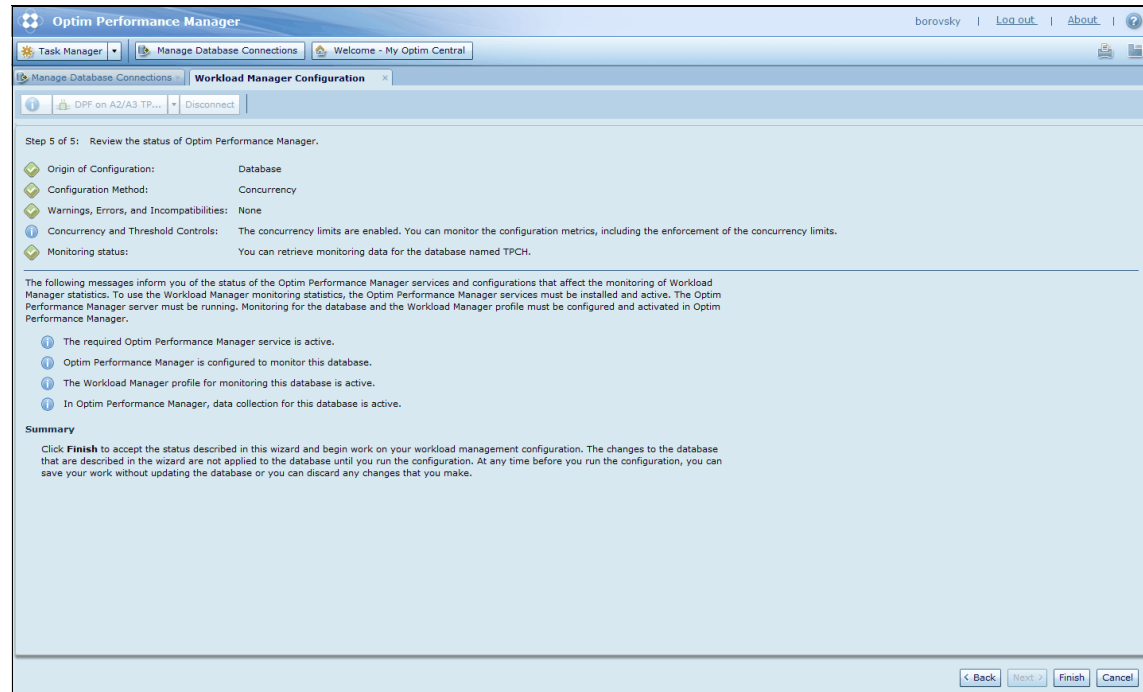 Optim Performance Manager
borovsky | Log out | About | ?
Task Manager Manage Database Connections Welcome - My Optim Central
Manage Database Connections × Workload Manager Configuration ×
DPF on A2/A3 TP... Disconnect
Step 5 of 5: Review the status of Optim Performance Manager.
Origin of Configuration: Database
Configuration Method: Concurrency
Warnings, Errors, and Incompatibilities: None
Concurrency and Threshold Controls: The concurrency limits are enabled. You can monitor the configuration metrics, including the enforcement of the concurrency limits.
Monitoring status: You can retrieve monitoring data for the database named TPCH.
The following messages inform you of the status of the Optim Performance Manager services and configurations that affect the monitoring of Workload
Manager statistics. To use the Workload Manager monitoring statistics, the Optim Performance Manager services must be installed and active. The Optim
Performance Manager server must be running. Monitoring for the database and the Workload Manager profile must be configured and activated in Optim
Performance Manager.
The required Optim Performance Manager service is active.
Optim Performance Manager is configured to monitor this database.
The Workload Manager profile for monitoring this database is active.
In Optim Performance Manager, data collection for this database is active.
Summary
Click Finish to accept the status described in this wizard and begin work on your workload management configuration. The changes to the database
that are described in the wizard are not applied to the database until you run the configuration. At any time before you run the configuration, you can
save your work without updating the database or you can discard any changes that you make.
< Back Next > Finish Cancel